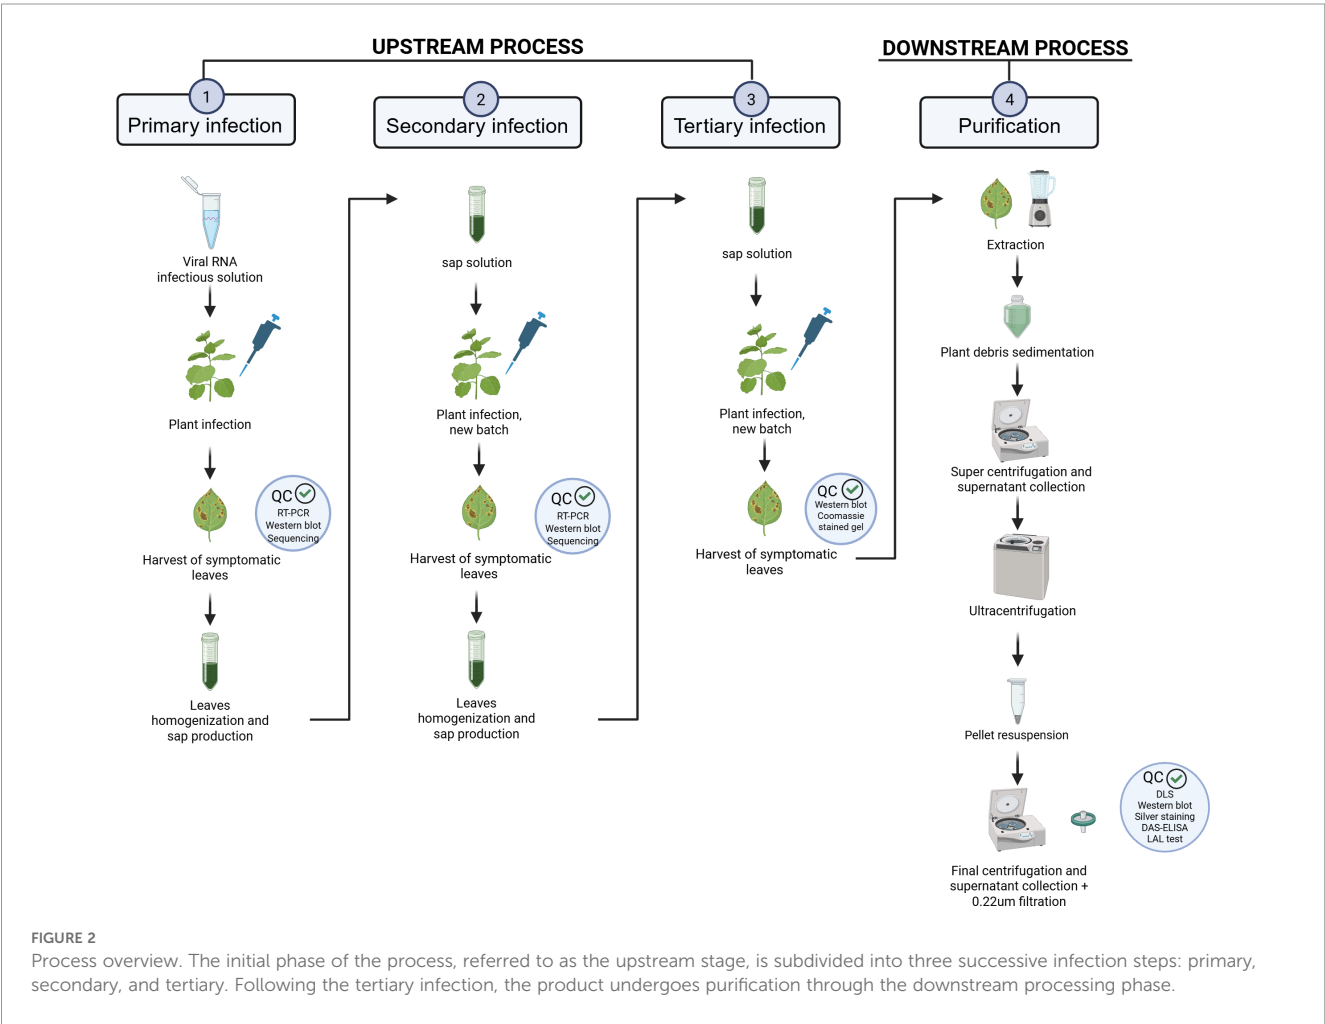 UPSTREAM PROCESS
DOWNSTREAM PROCESS
1
Primary infection
2
Secondary infection
3
Tertiary infection
4
Purification
Viral RNA
infectious solution
Plant infection
QC
RT-PCR
Western blot
Sequencing
Harvest of symptomatic
leaves
Leaves
homogenization and
sap production
sap solution
Plant infection,
new batch
QC
RT-PCR
Western blot
Sequencing
Harvest of symptomatic
leaves
Leaves
homogenization and
sap production
sap solution
Plant infection,
new batch
QC
Western blot
Coomassie
stained gel
Harvest of symptomatic
leaves
Extraction
Plant debris sedimentation
Super centrifugation and
supernatant collection
Ultracentrifugation
Pellet resuspension
QC
DLS
Western blot
Silver staining
DAS-ELISA
LAL test
Final centrifugation and
supernatant collection +
0.22um filtration
FIGURE 2
Process overview. The initial phase of the process, referred to as the upstream stage, is subdivided into three successive infection steps: primary,
secondary, and tertiary. Following the tertiary infection, the product undergoes purification through the downstream processing phase.